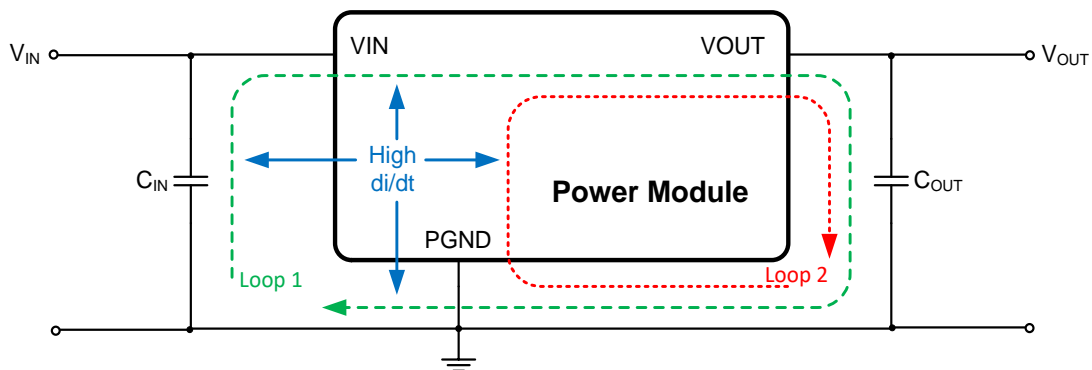 VIN
VIN
VOUT
VOUT
High
di/dt
CIN
Power Module
COUT
PGND
Loop 1
Loop 2